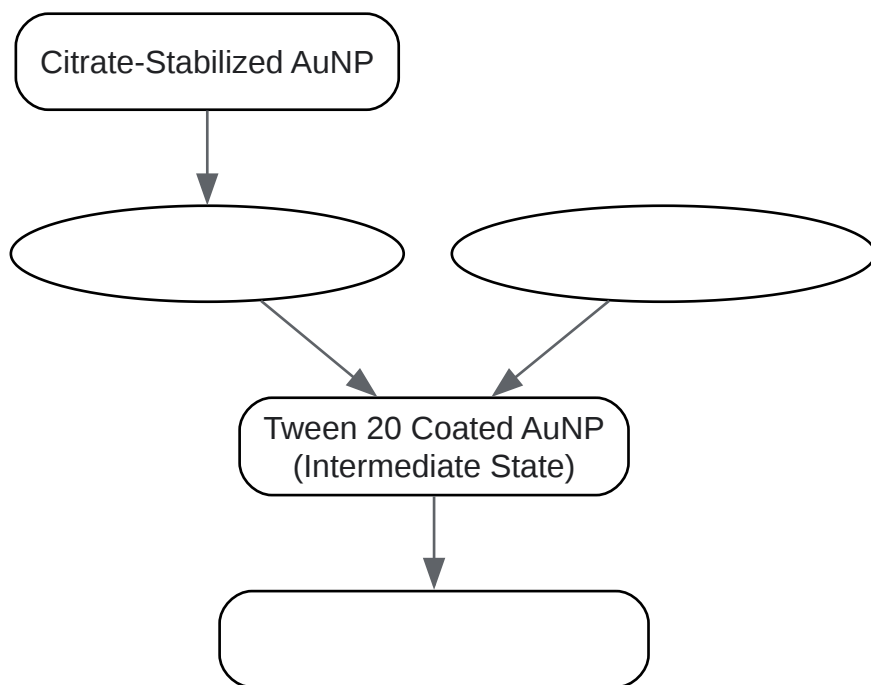 Citrate-Stabilized AuNP
Tween 20 Coated AuNP
(Intermediate State)